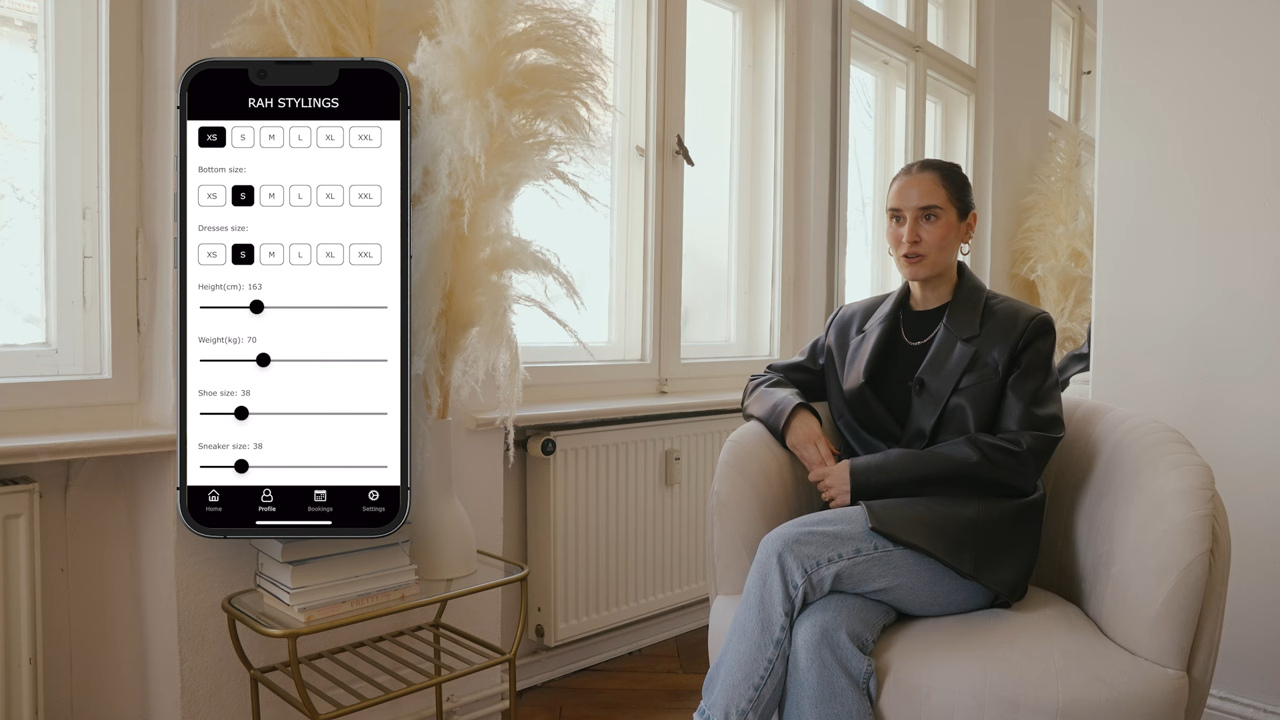 RAH STYLINGS
XS S M L XL XXL
Bottom size:
XS S M L XL XXL
Dresses size:
XS S M L XL XXL
Height(cm): 163
Weight(kg): 70
Shoe size: 38
Sneaker size: 38
Home Profile Bookings Settings